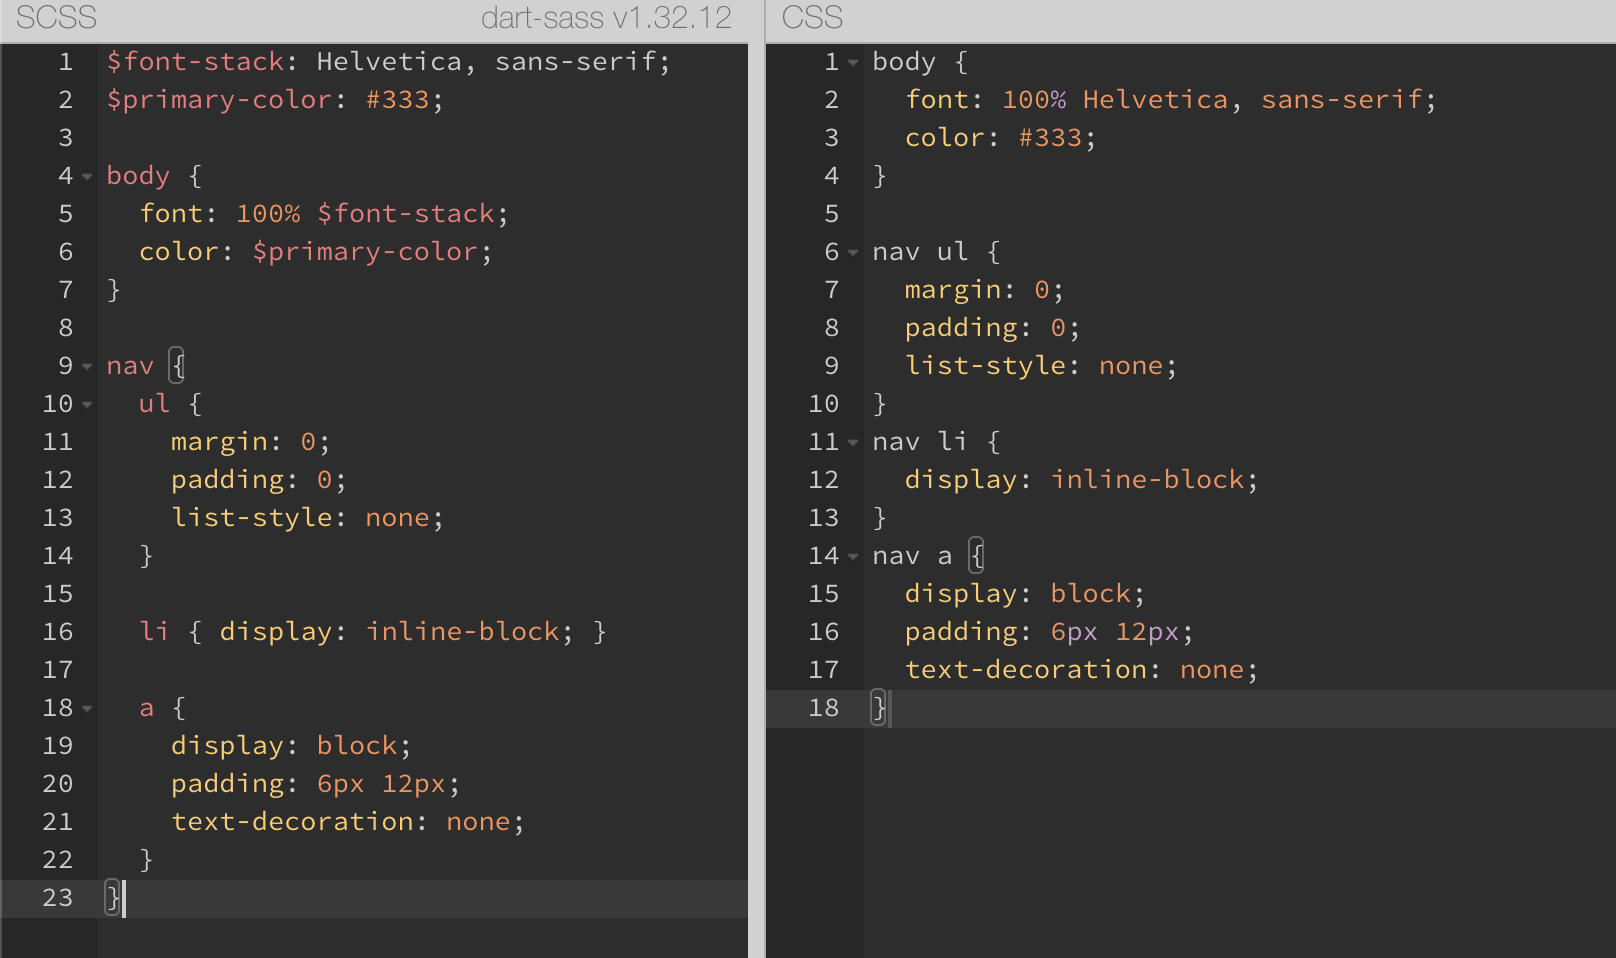 SCSS
dart-sass v1.32.12
1 $font-stack: Helvetica, sans-serif;
2 $primary-color: #333;
3
4 body {
5   font: 100% $font-stack;
6   color: $primary-color;
7 }
8
9 nav {
10   ul {
11     margin: 0;
12     padding: 0;
13     list-style: none;
14   }
15
16   li { display: inline-block; }
17
18   a {
19     display: block;
20     padding: 6px 12px;
21     text-decoration: none;
22   }
23 }
CSS
1 body {
2   font: 100% Helvetica, sans-serif;
3   color: #333;
4 }
5
6 nav ul {
7   margin: 0;
8   padding: 0;
9   list-style: none;
10 }
11 nav li {
12   display: inline-block;
13 }
14 nav a {
15   display: block;
16   padding: 6px 12px;
17   text-decoration: none;
18 }